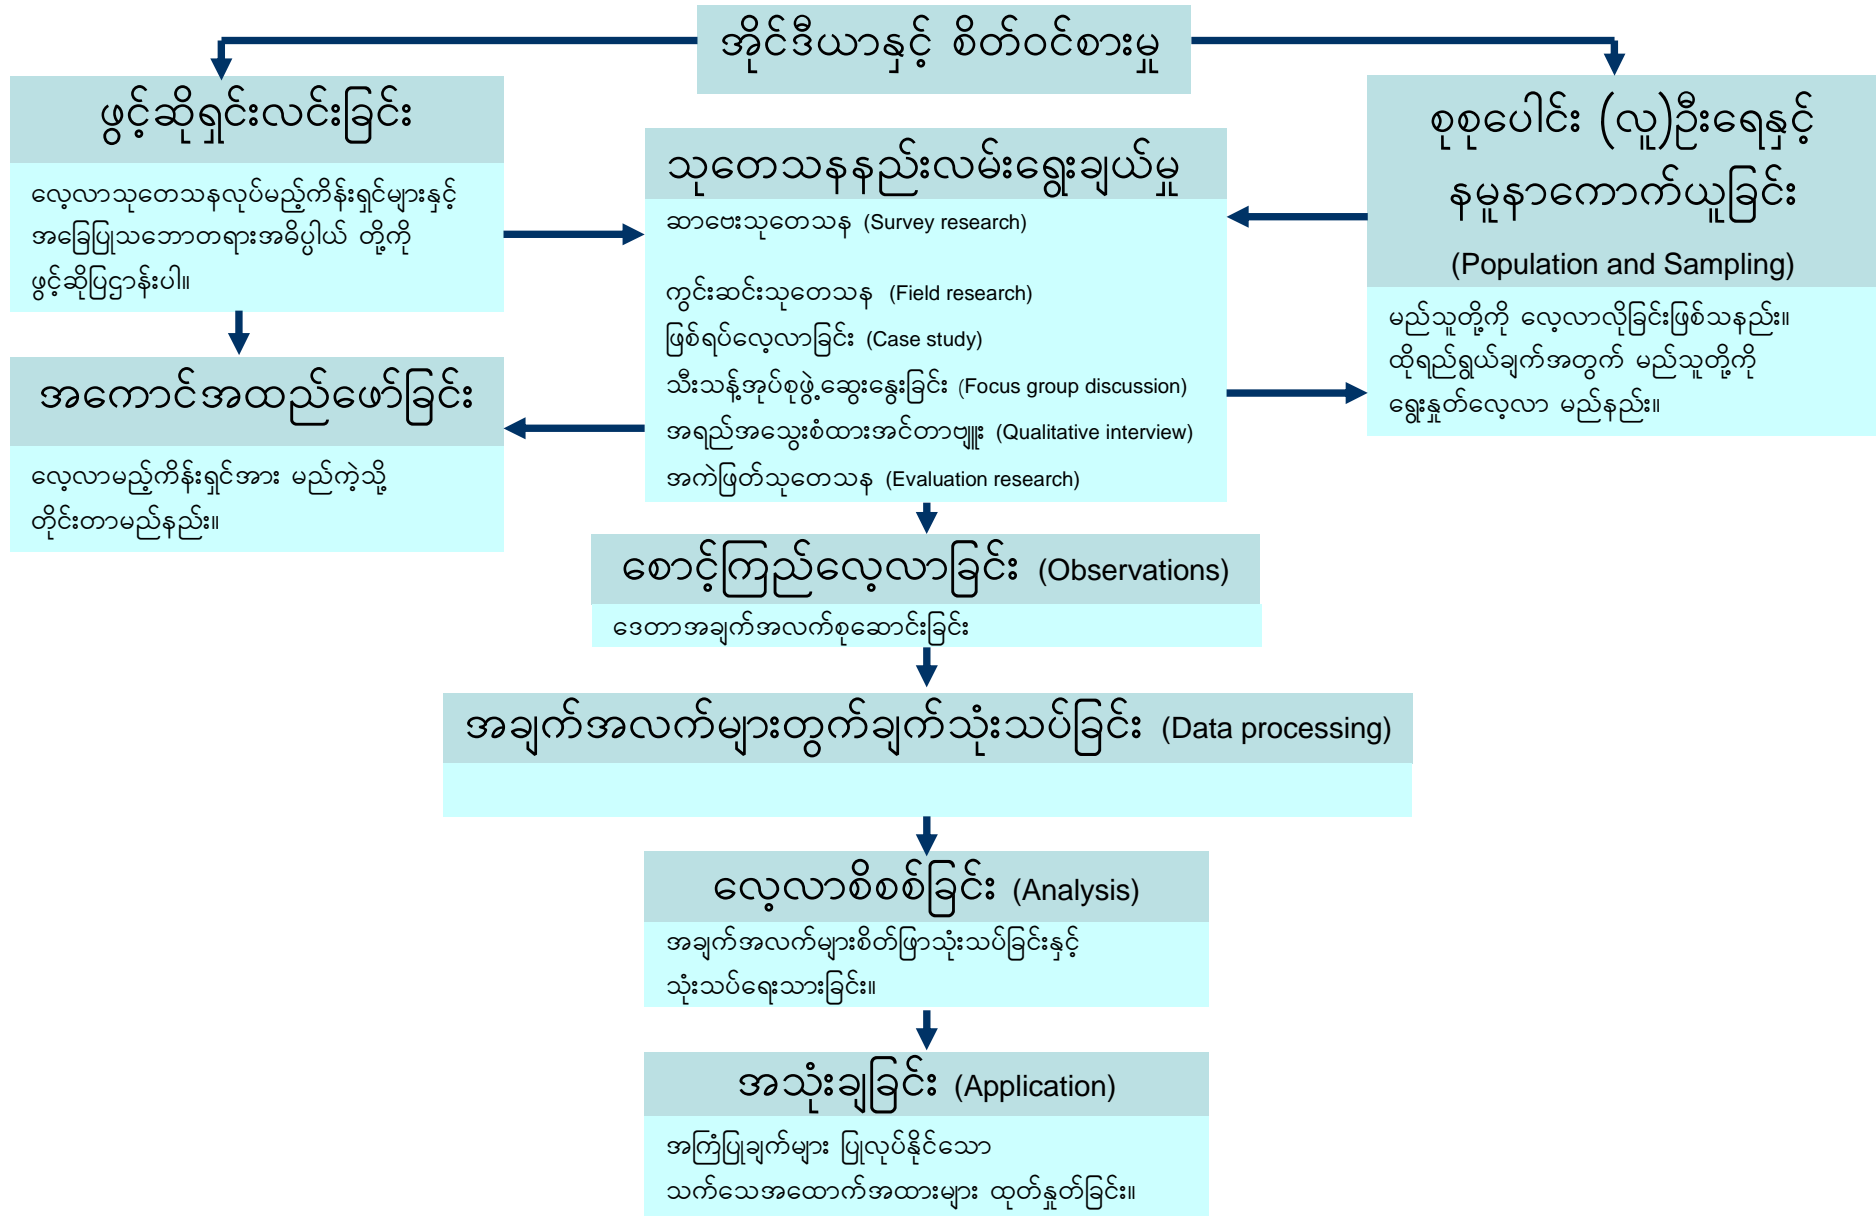 အိုင်ဒီယာနှင့် စိတ်ဝင်စားမှု
ဖွင့်ဆိုရှင်းလင်းခြင်း
လေ့လာသုတေသနလုပ်မည့်ကိန်းရှင်များနှင့်
အခြေပြုသဘောတရားအဓိပ္ပါယ် တို့ကို
ဖွင့်ဆိုပြဋ္ဌာန်းပါ။
အကောင်အထည်ဖော်ခြင်း
လေ့လာမည့်ကိန်းရှင်အား မည်ကဲ့သို့
တိုင်းတာမည်နည်း။
သုတေသနနည်းလမ်းရွေးချယ်မှု
ဆာဗေးသုတေသန (Survey research)
ကွင်းဆင်းသုတေသန (Field research)
ဖြစ်ရပ်လေ့လာခြင်း (Case study)
သီးသန့်အုပ်စုဖွဲ့ဆွေးနွေးခြင်း (Focus group discussion)
အရည်အသွေးစံထားအင်တာဗျူး (Qualitative interview)
အကဲဖြတ်သုတေသန (Evaluation research)
စုစုပေါင်း (လူ)ဦးရေနှင့်
နမူနာကောက်ယူခြင်း
(Population and Sampling)
မည်သူတို့ကို လေ့လာလိုခြင်းဖြစ်သနည်း။
ထိုရည်ရွယ်ချက်အတွက် မည်သူတို့ကို
ရွေးနှုတ်လေ့လာ မည်နည်း။
စောင့်ကြည်လေ့လာခြင်း (Observations)
ဒေတာအချက်အလက်စုဆောင်းခြင်း
အချက်အလက်များတွက်ချက်သုံးသပ်ခြင်း (Data processing)
လေ့လာစိစစ်ခြင်း (Analysis)
အချက်အလက်များစိတ်ဖြာသုံးသပ်ခြင်းနှင့်
သုံးသပ်ရေးသားခြင်း။
အသုံးချခြင်း (Application)
အကြံပြုချက်များ ပြုလုပ်နိုင်သော
သက်သေအထောက်အထားများ ထုတ်နှုတ်ခြင်း။